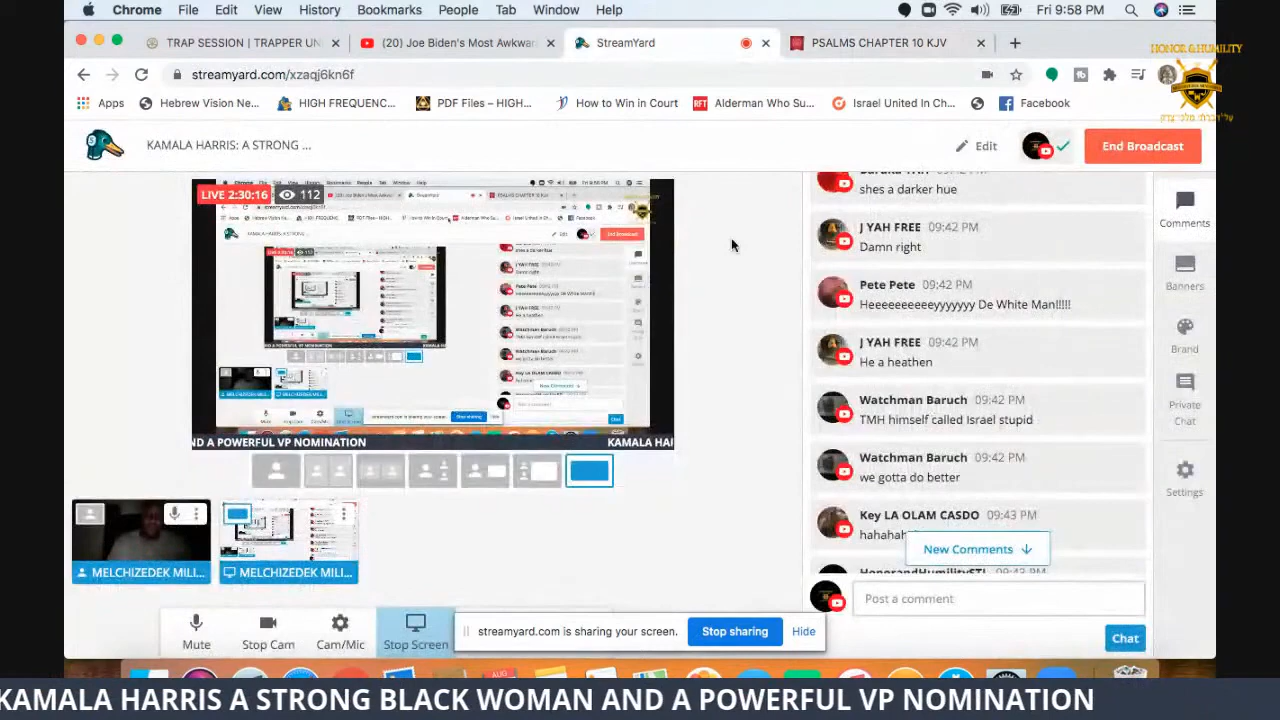 Chrome File Edit View History Bookmarks People Tab Window Help Fri 9:58 PM
TRAP SESSION | TRAPPER UN
(20) Joe Biden's Most Awkwar
StreamYard
PSALMS CHAPTER 10 KJV
HONOR & HUMILITY
streamyard.com/xzaqj6kn6f
Apps Hebrew Vision Ne... HIGH FREQUENC... PDF Files ~HIGH... How to Win in Court Alderman Who Su... Israel United In Ch... Facebook
KAMALA HARRIS: A STRONG ...
Edit
End Broadcast
LIVE 2:30:16 112
sries a darker hue
J YAH FREE 09:42 PM
Damn right
Pete Pete 09:42 PM
Heeeeeeeeeyyyyyy De White Man!!!!!
J YAH FREE 09:42 PM
He a heathen
Watchman Baruch 09:42 PM
TMH himself called Israel stupid
Watchman Baruch 09:42 PM
we gotta do better
Key LA OLAM CASDO 09:43 PM
hahahah
New Comments
HonorandHumilitySTL 09:43 PM
Post a comment
Chat
Comments
Banners
Brand
Private
Chat
Settings
ND A POWERFUL VP NOMINATION
KAMALA HAI
MELCHIZEDEK MILI...
MELCHIZEDEK MILI...
Mute
Stop Cam
Cam/Mic
Stop Screen
streamyard.com is sharing your screen.
Stop sharing
Hide
AUG
KAMALA HARRIS A STRONG BLACK WOMAN AND A POWERFUL VP NOMINATION